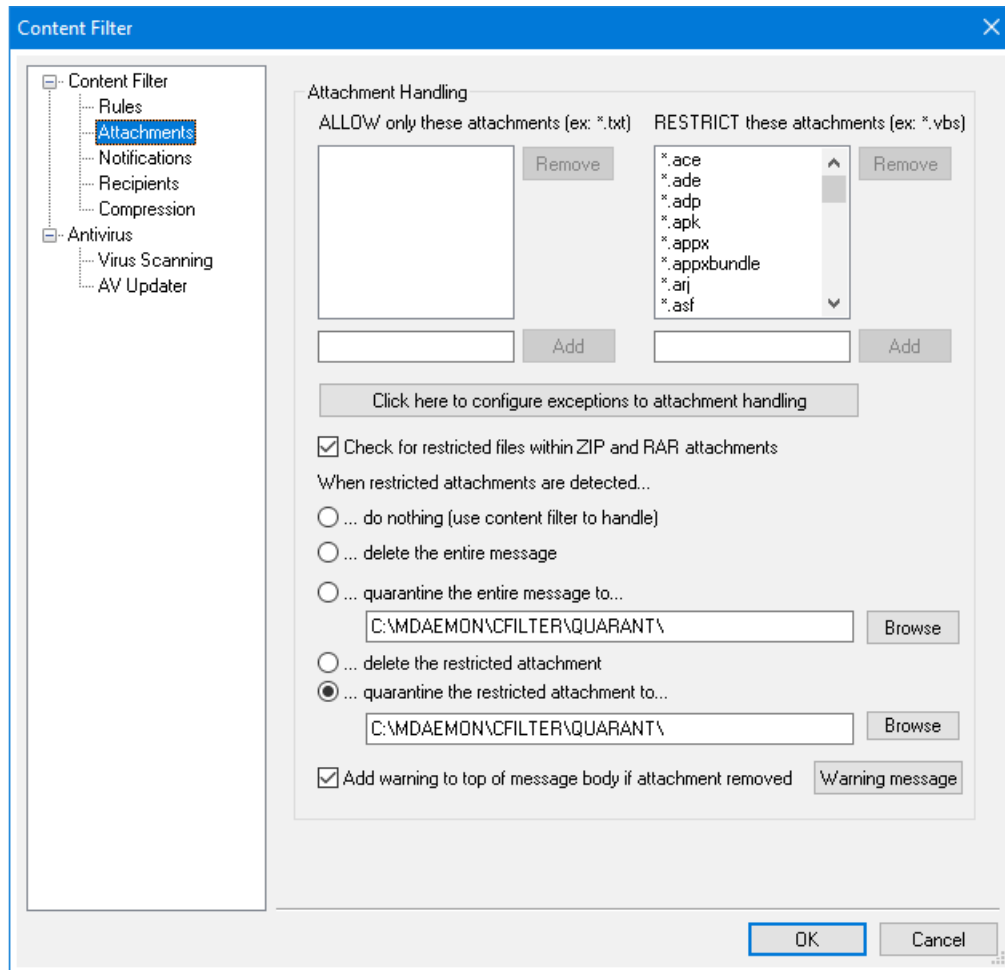 Content Filter
Content Filter
Rules
Attachments
Notifications
Recipients
Compression
Antivirus
Virus Scanning
AV Updater
Attachment Handling
ALLOW only these attachments (ex: *.txt)
RESTRICT these attachments (ex: *.vbs)
Remove
*.ace
*.ade
*.adp
*.apk
*.appx
*.appxbundle
*.arj
*.asf
Remove
Add
Add
Click here to configure exceptions to attachment handling
Check for restricted files within ZIP and RAR attachments
When restricted attachments are detected...
... do nothing (use content filter to handle)
... delete the entire message
... quarantine the entire message to...
C:\MDAEMON\CFILTER\QUARANT\
Browse
... delete the restricted attachment
... quarantine the restricted attachment to...
C:\MDAEMON\CFILTER\QUARANT\
Browse
Add warning to top of message body if attachment removed
Warning message
OK
Cancel